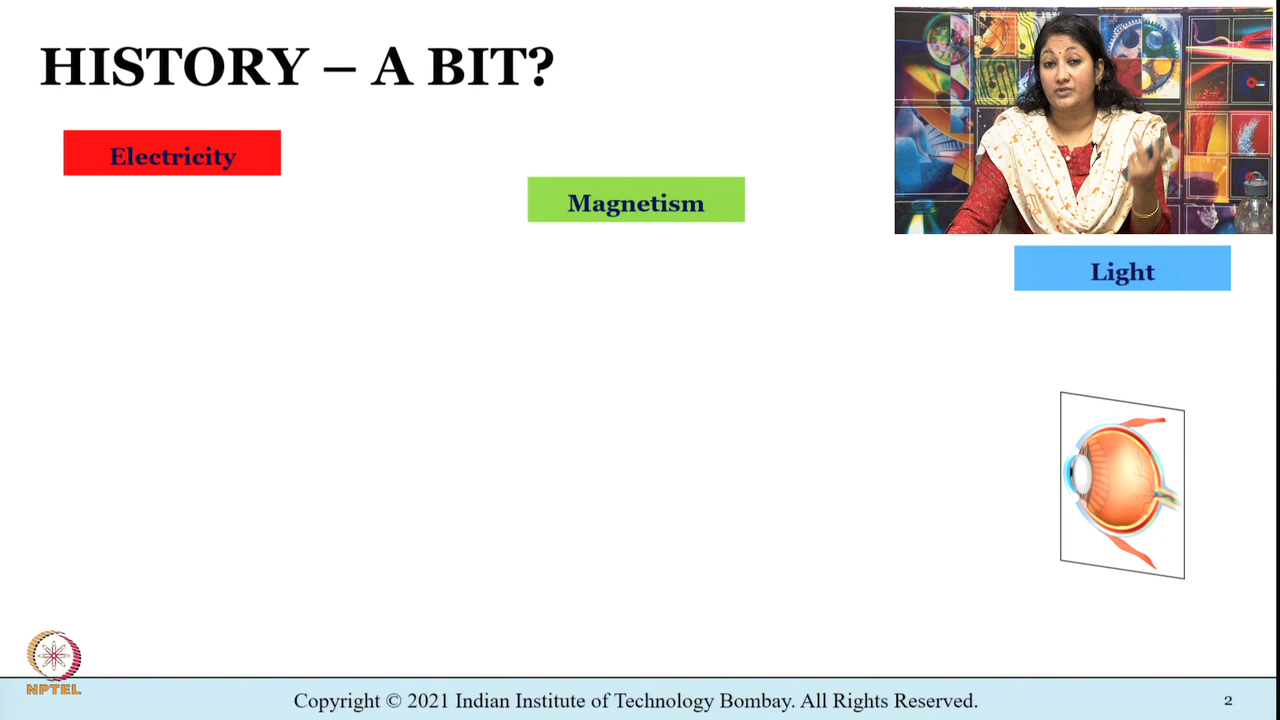 HISTORY – A BIT?
Electricity
Magnetism
Light
NPTEL
Copyright © 2021 Indian Institute of Technology Bombay. All Rights Reserved.
2